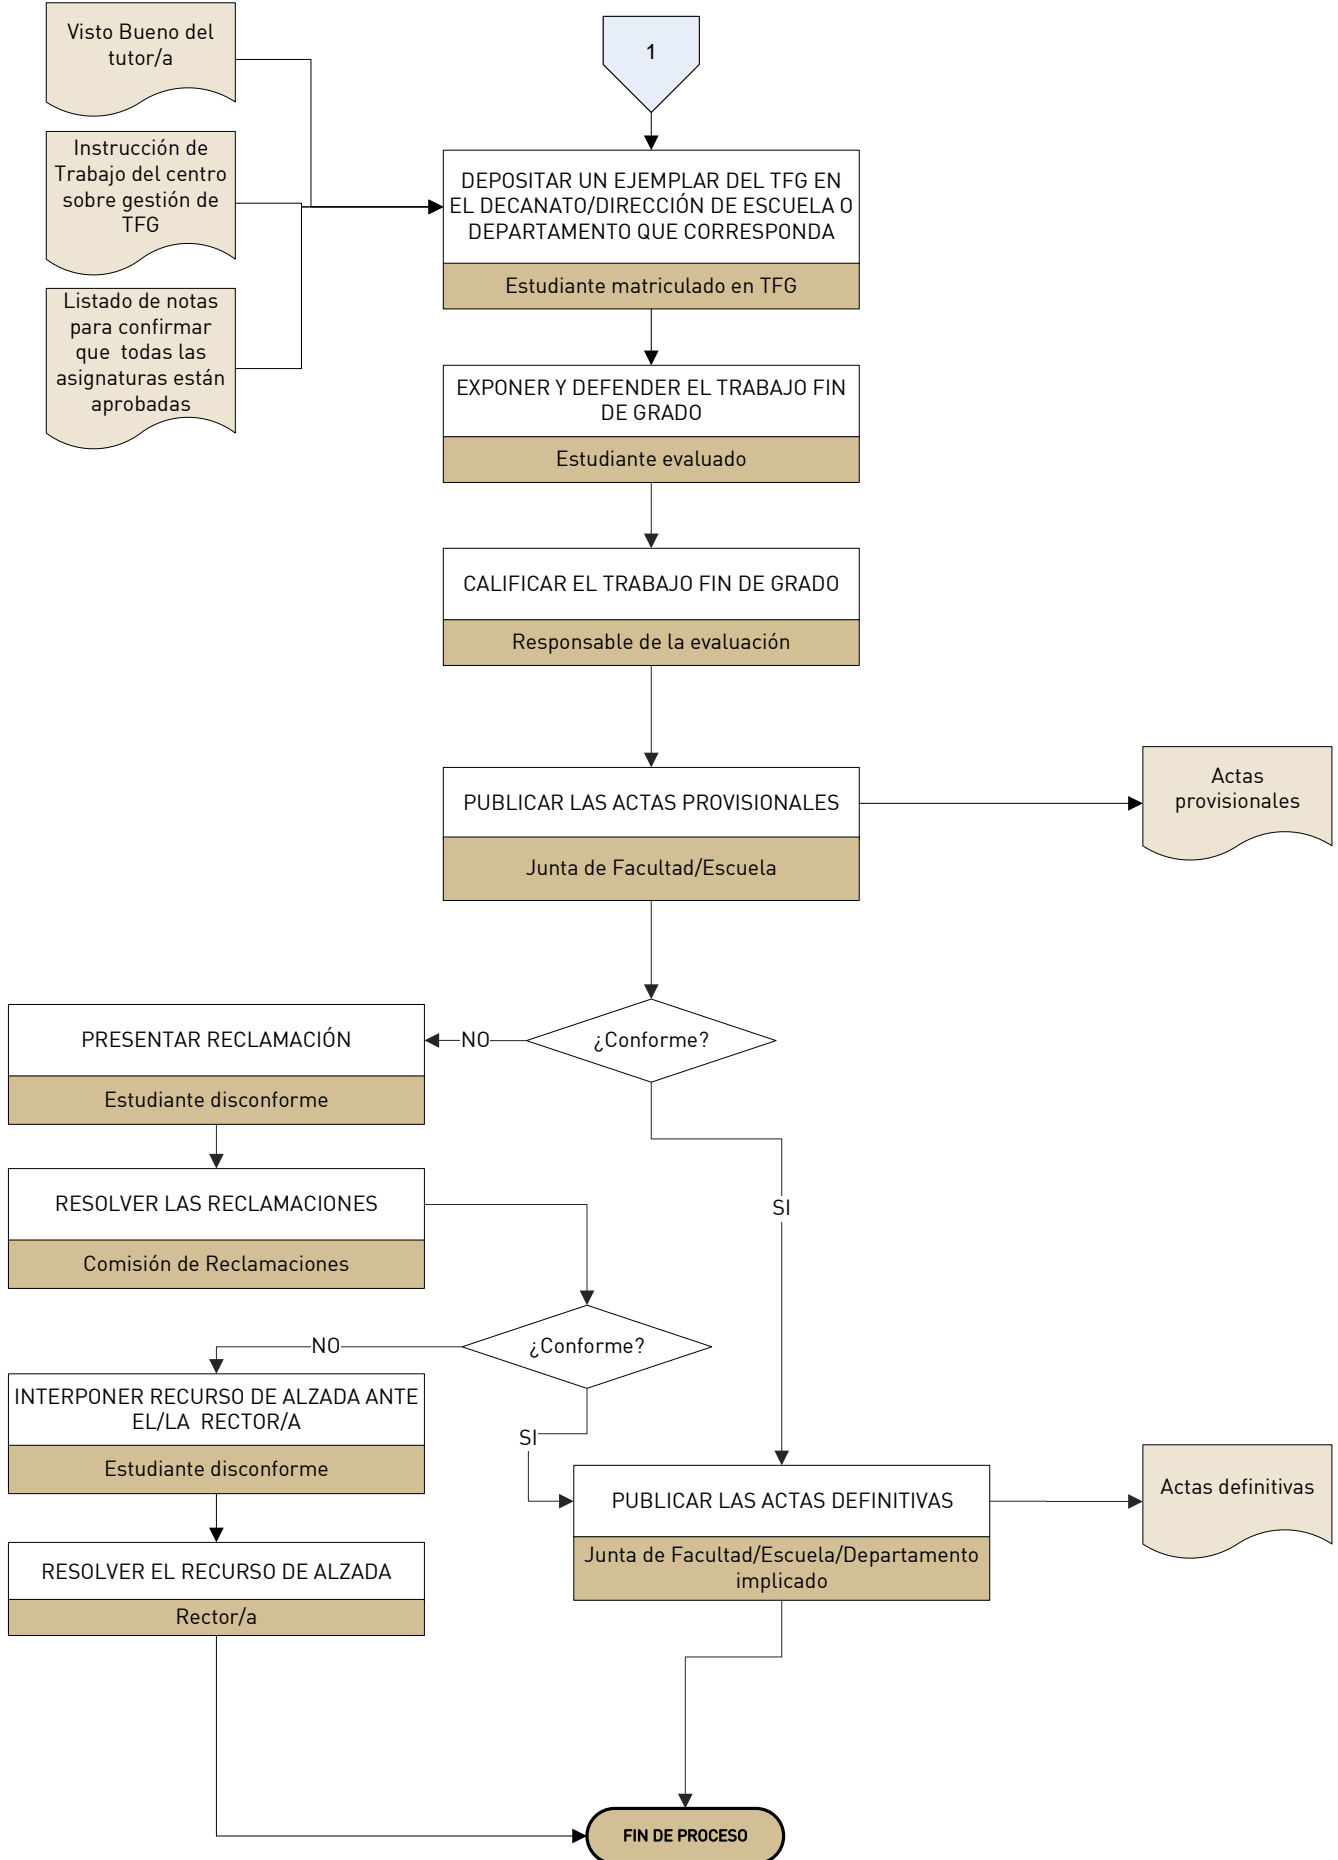 Visto Bueno del
tutor/a
1
Instrucción de
Trabajo del centro
sobre gestión de
TFG
DEPOSITAR UN EJEMPLAR DEL TFG EN
EL DECANATO/DIRECCIÓN DE ESCUELA O
DEPARTAMENTO QUE CORRESPONDA
Estudiante matriculado en TFG
Listado de notas
para confirmar
que todas las
asignaturas están
aprobadas
EXPONER Y DEFENDER EL TRABAJO FIN
DE GRADO
Estudiante evaluado
CALIFICAR EL TRABAJO FIN DE GRADO
Responsable de la evaluación
PUBLICAR LAS ACTAS PROVISIONALES
Junta de Facultad/Escuela
Actas
provisionales
¿Conforme?
NO
PRESENTAR RECLAMACIÓN
Estudiante disconforme
RESOLVER LAS RECLAMACIONES
Comisión de Reclamaciones
SI
¿Conforme?
NO
INTERPONER RECURSO DE ALZADA ANTE
EL/LA RECTOR/A
Estudiante disconforme
SI
PUBLICAR LAS ACTAS DEFINITIVAS
Junta de Facultad/Escuela/Departamento
implicado
Actas definitivas
RESOLVER EL RECURSO DE ALZADA
Rector/a
FIN DE PROCESO